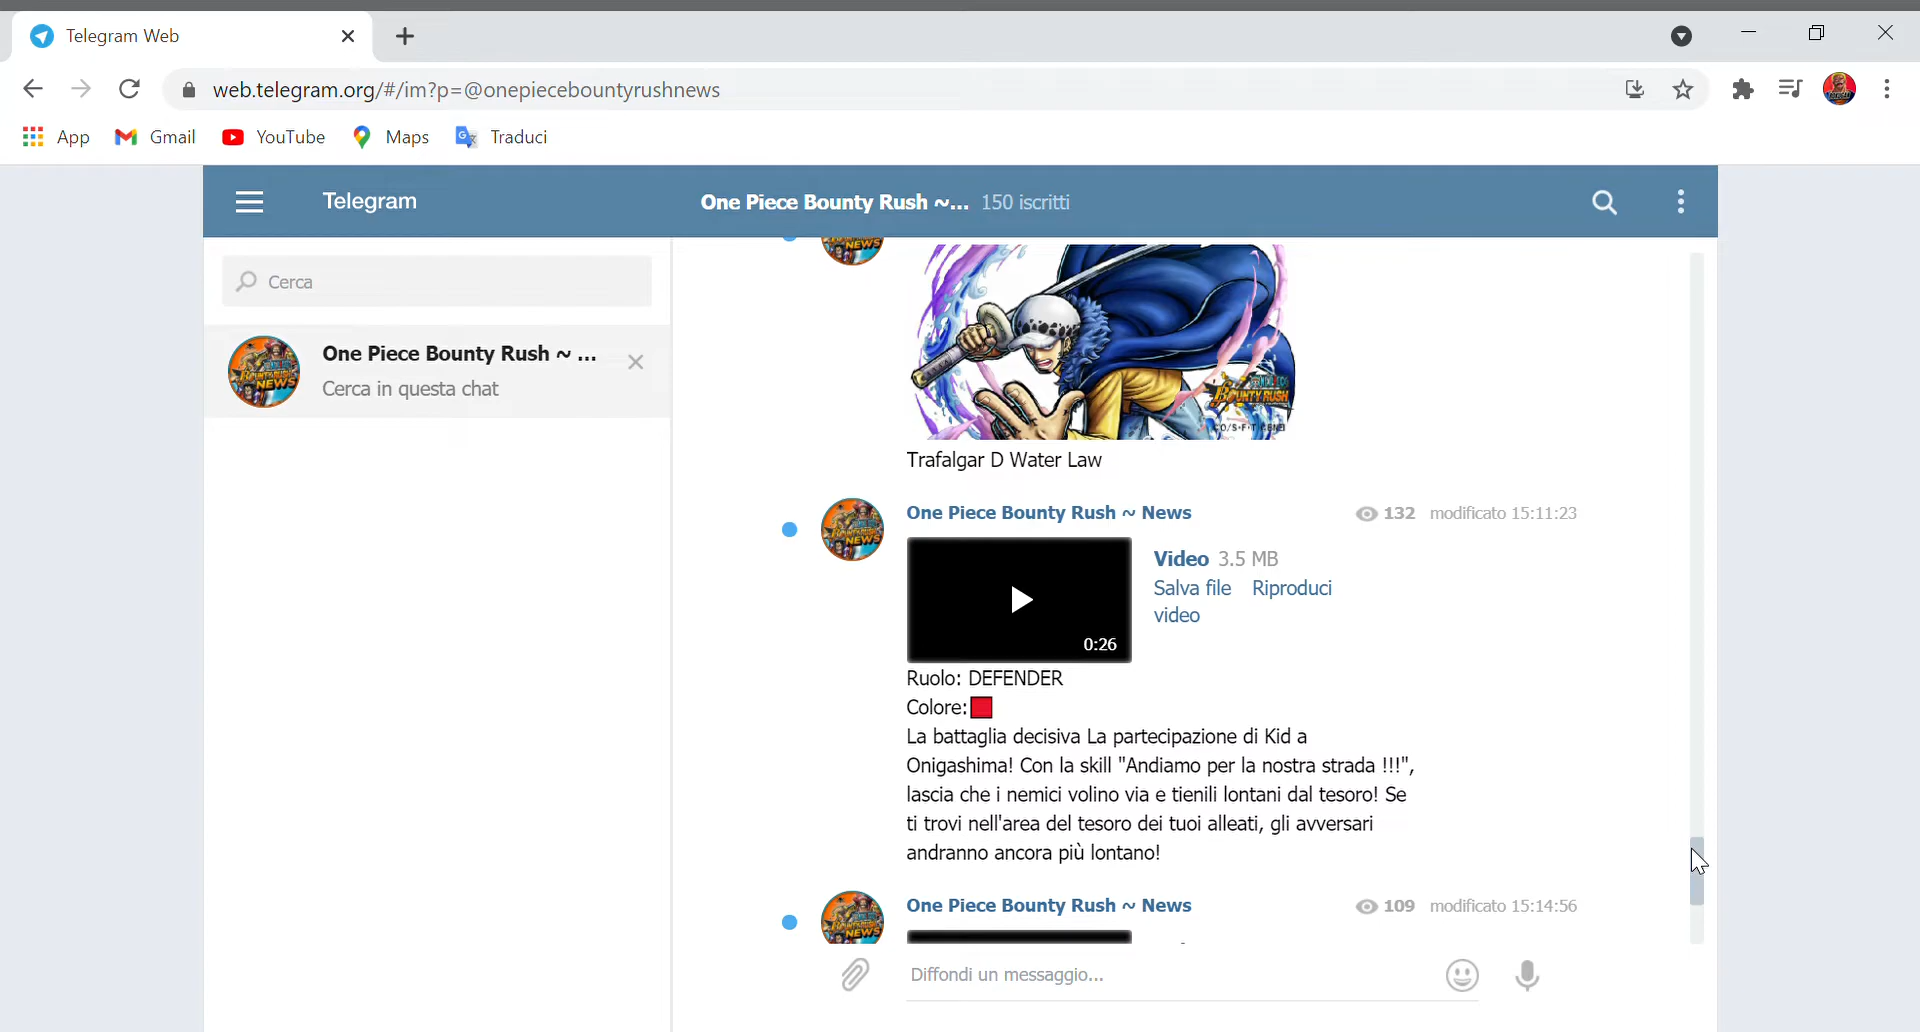 Telegram Web
web.telegram.org/#/im?p=@onepiecebountyrushnews
App Gmail YouTube Maps Traduci
Telegram
One Piece Bounty Rush ~... 150 iscritti
Cerca
One Piece Bounty Rush ~ ...
Cerca in questa chat
NEWS
BOUNTY RUSH
Trafalgar D Water Law
One Piece Bounty Rush ~ News 132 modificato 15:11:23
Video 3.5 MB
Salva file Riproduci
video
0:26
Ruolo: DEFENDER
Colore:
La battaglia decisiva La partecipazione di Kid a
Onigashima! Con la skill "Andiamo per la nostra strada !!!",
lascia che i nemici volino via e tienili lontani dal tesoro! Se
ti trovi nell'area del tesoro dei tuoi alleati, gli avversari
andranno ancora più lontano!
One Piece Bounty Rush ~ News 109 modificato 15:14:56
Diffondi un messaggio...